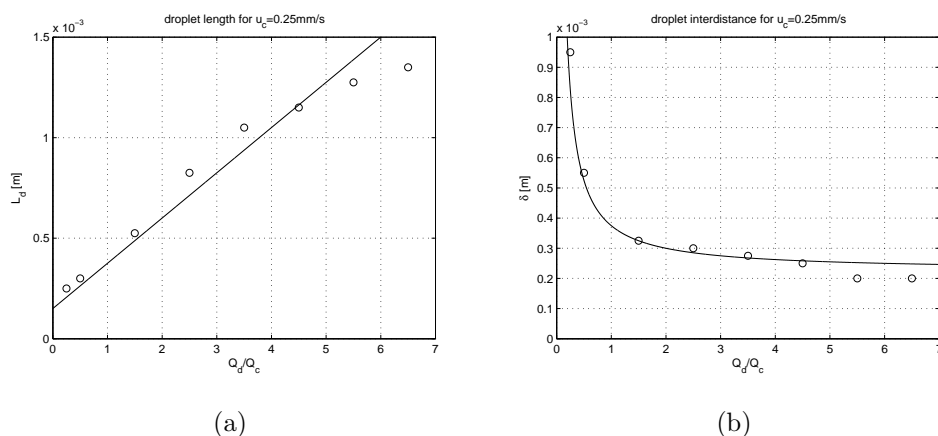 droplet length for u_c=0.25mm/s
x 10^-3
1.5
1
0.5
0
L_d [m]
0 1 2 3 4 5 6 7
Q_d/Q_c
(a)
droplet interdistance for u_c=0.25mm/s
x 10^-3
1
0.9
0.8
0.7
0.6
0.5
0.4
0.3
0.2
0.1
0
δ [m]
0 1 2 3 4 5 6 7
Q_d/Q_c
(b)